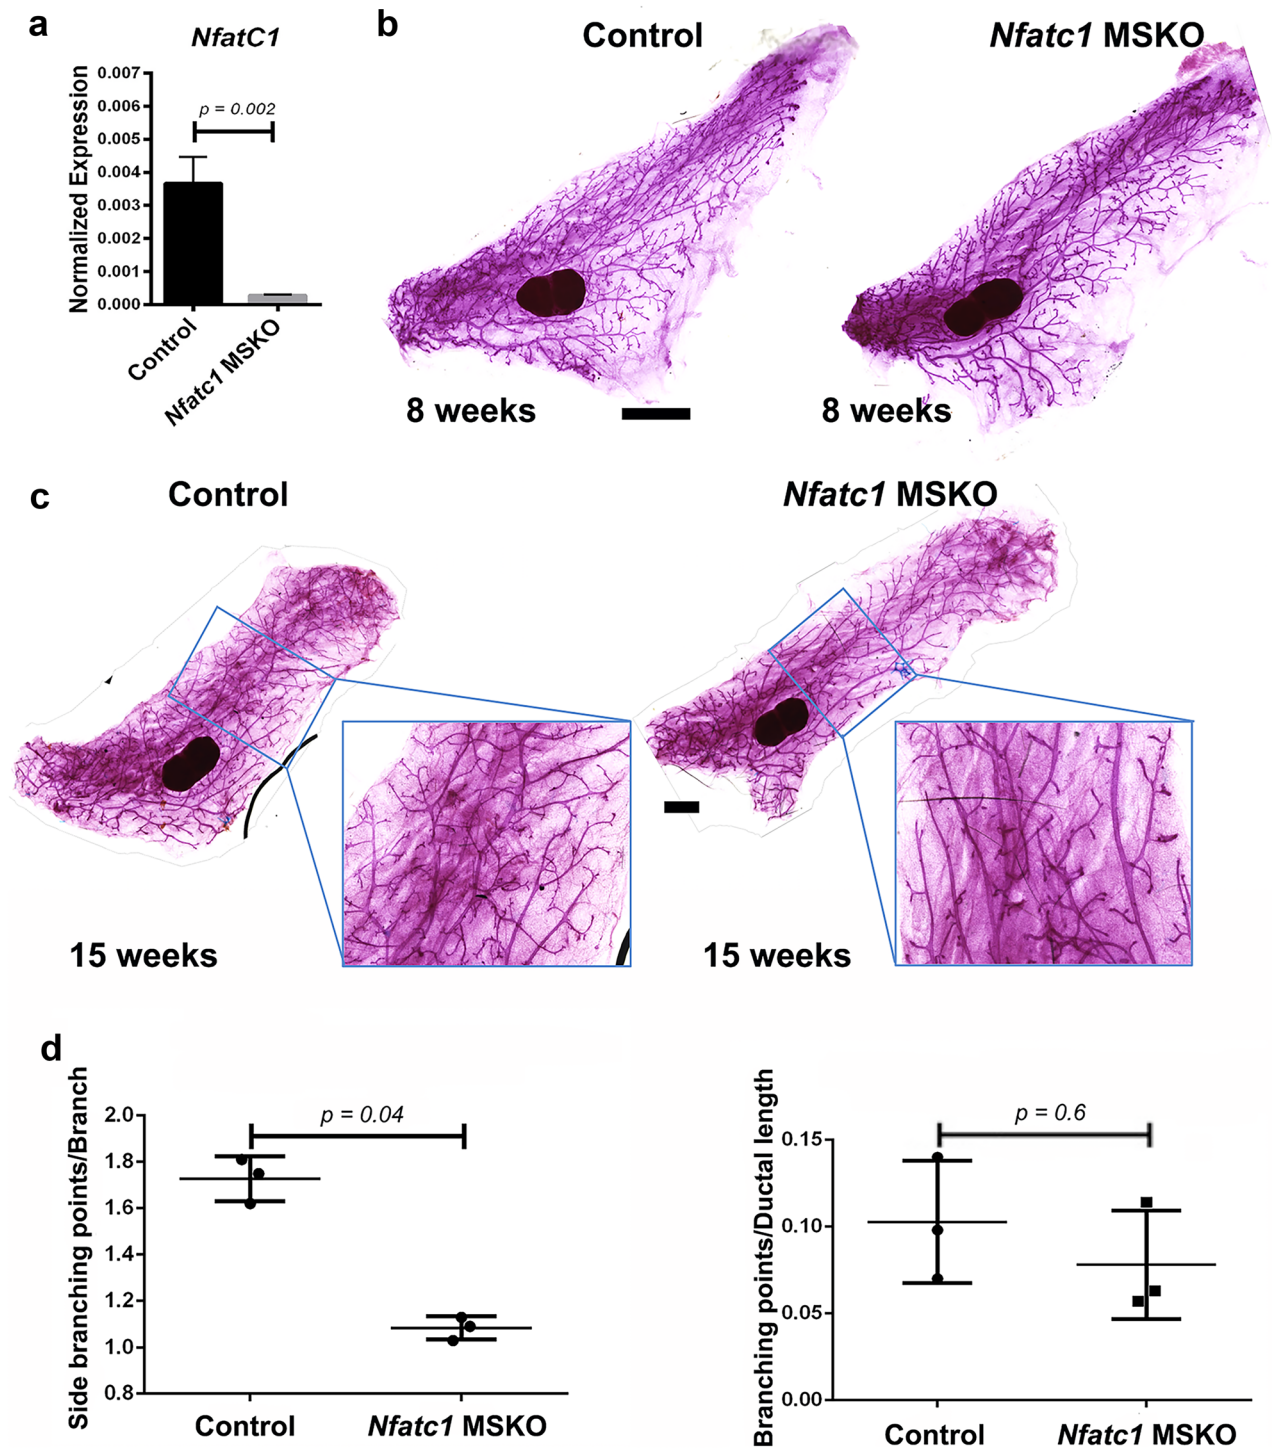 a
NfatC1
Normalized Expression
0.007
0.006
0.005
0.004
0.003
0.002
0.001
0.000
p = 0.002
Control
Nfatc1 MSKO
b
Control
Nfatc1 MSKO
8 weeks
8 weeks
c
Control
Nfatc1 MSKO
15 weeks
15 weeks
d
Side branching points/Branch
2.0
1.8
1.6
1.4
1.2
1.0
0.8
p = 0.04
Control
Nfatc1 MSKO
Branching points/Ductal length
0.15
0.10
0.05
0.00
p = 0.6
Control
Nfatc1 MSKO